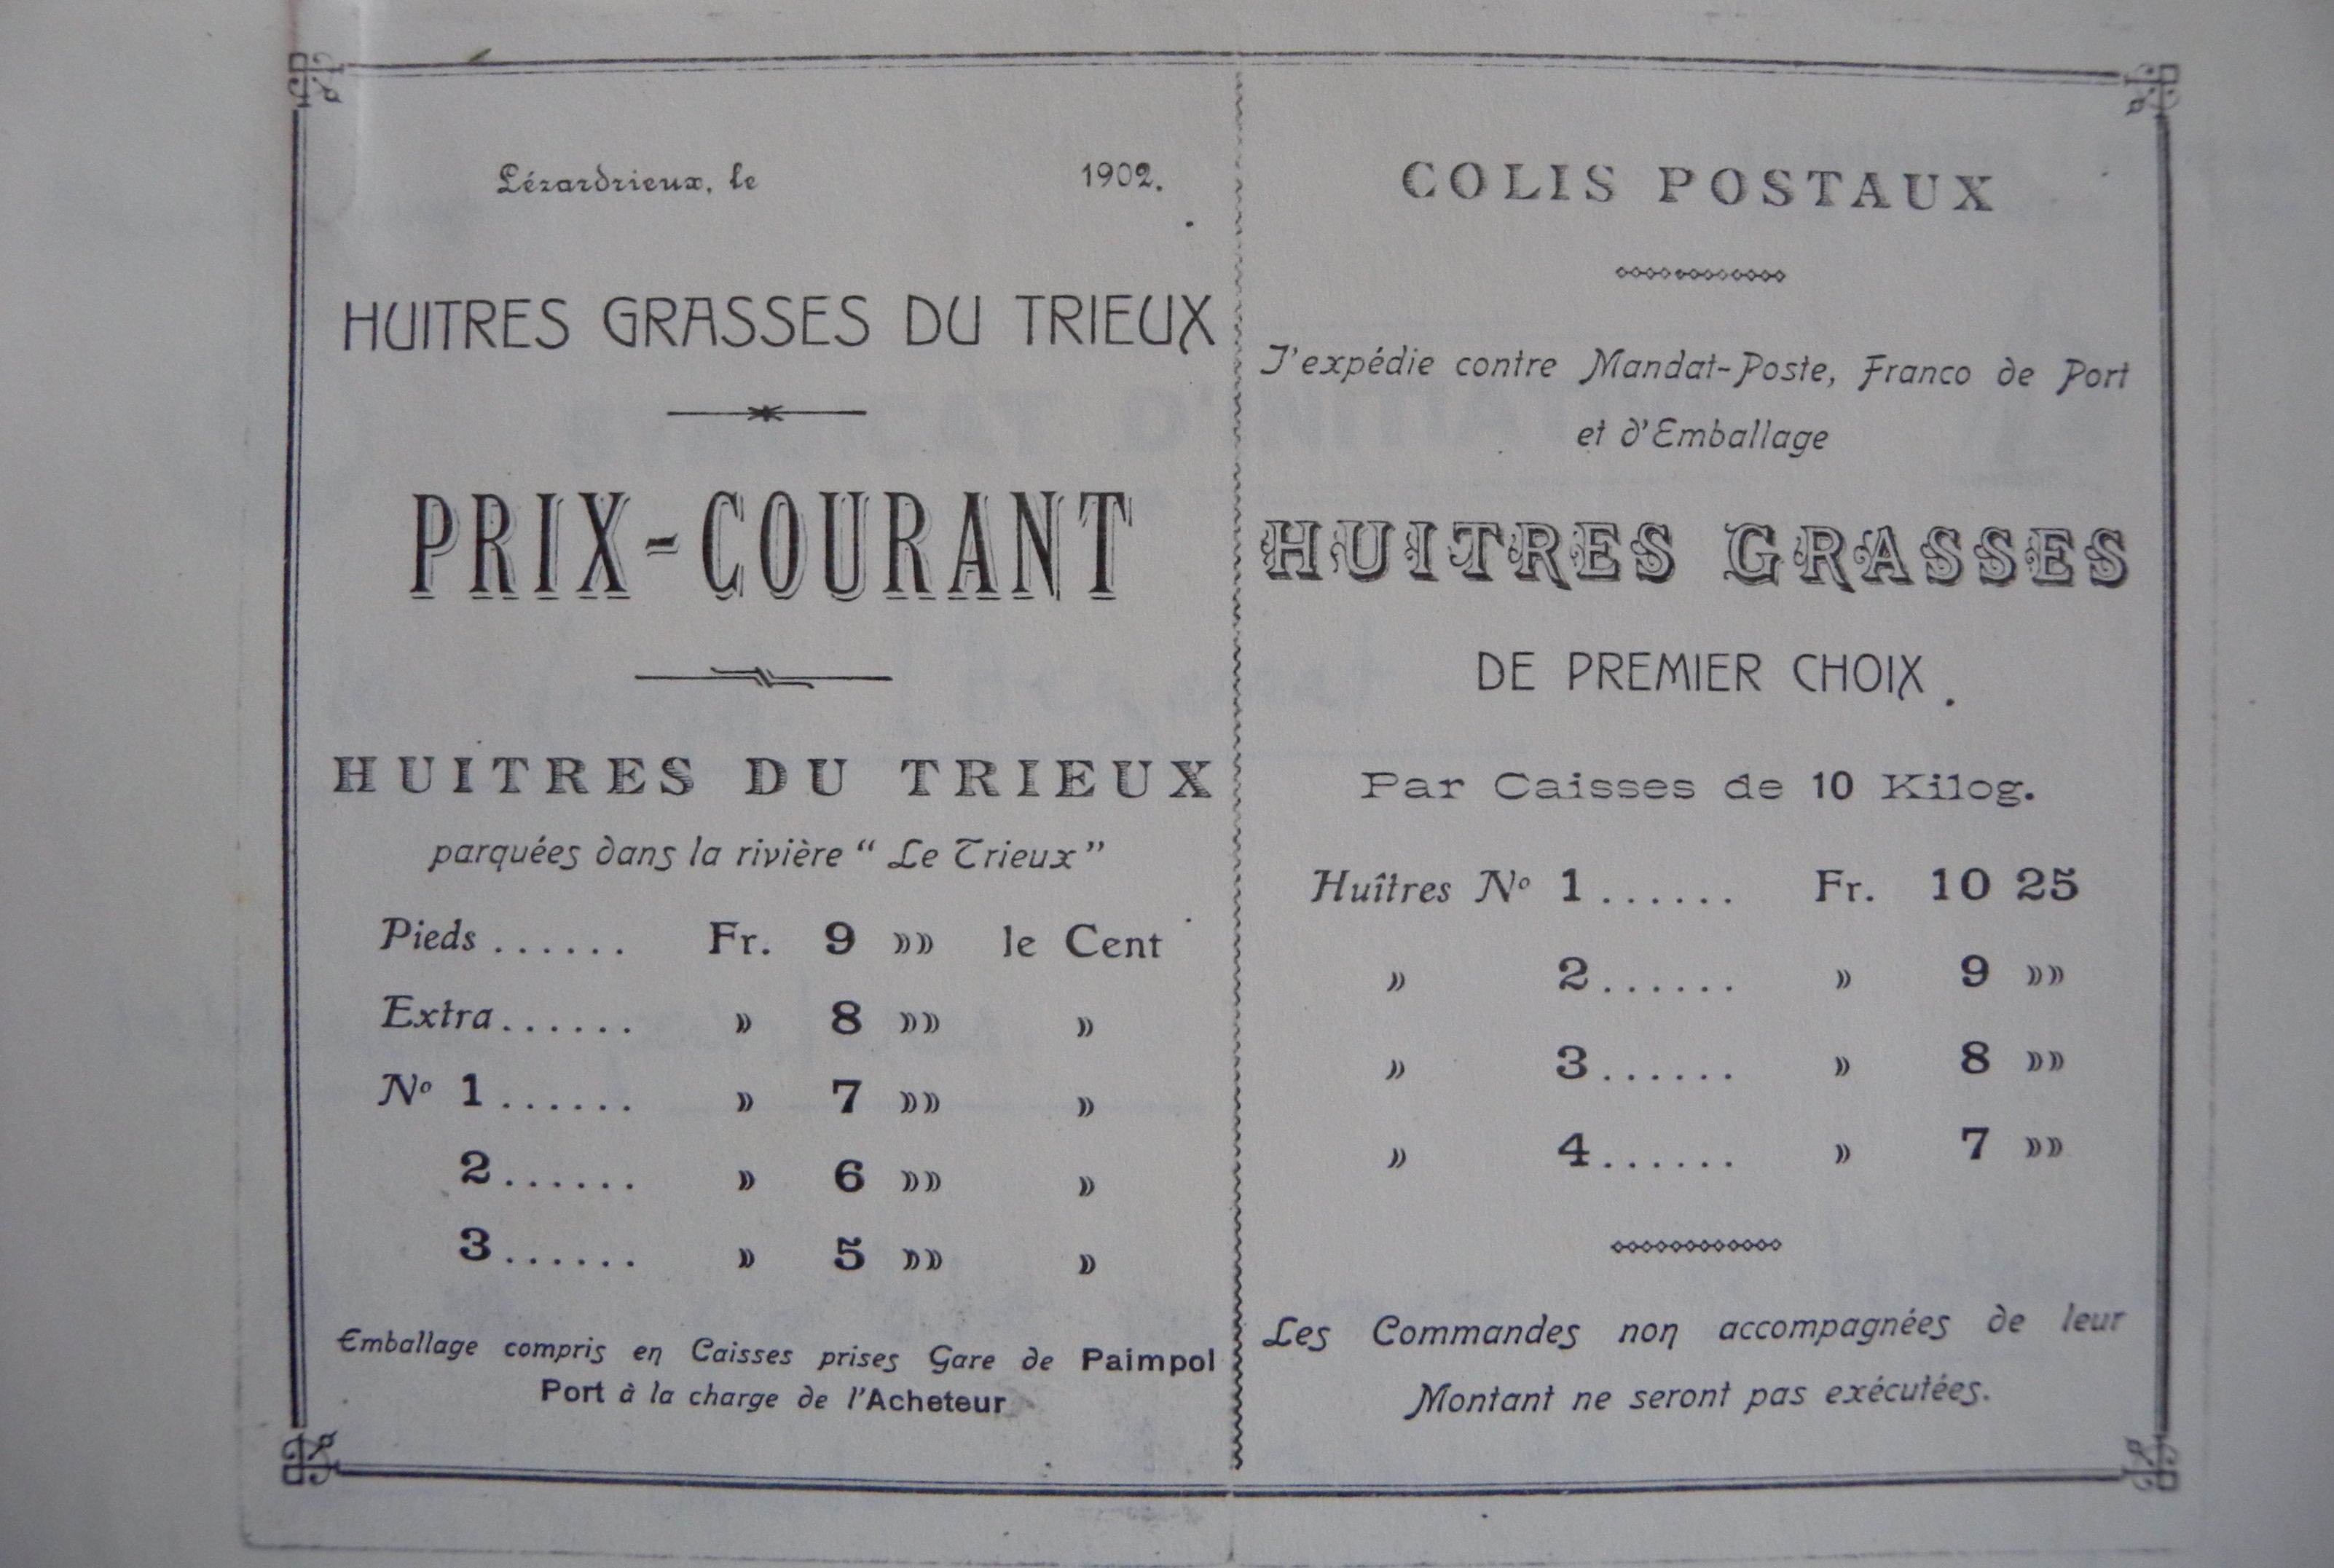 Lézardrieux, le 1902.
HUITRES GRASSES DU TRIEUX
PRIX-COURANT
HUITRES DU TRIEUX
parquées dans la rivière “ Le Trieux ”
Pieds ...... Fr. 9 »» le Cent
Extra ...... » 8 »» »
Nº 1 ...... » 7 »» »
2 ...... » 6 »» »
3 ...... » 5 »» »
Emballage compris en Caisses prises Gare de Paimpol
Port à la charge de l'Acheteur
COLIS POSTAUX
J'expédie contre Mandat-Poste, Franco de Port
et d'Emballage
HUITRES GRASSES
DE PREMIER CHOIX.
Par Caisses de 10 Kilog.
Huîtres Nº 1 ...... Fr. 10 25
» 2 ...... » 9 »»
» 3 ...... » 8 »»
» 4 ...... » 7 »»
Les Commandes non accompagnées de leur
Montant ne seront pas exécutées.